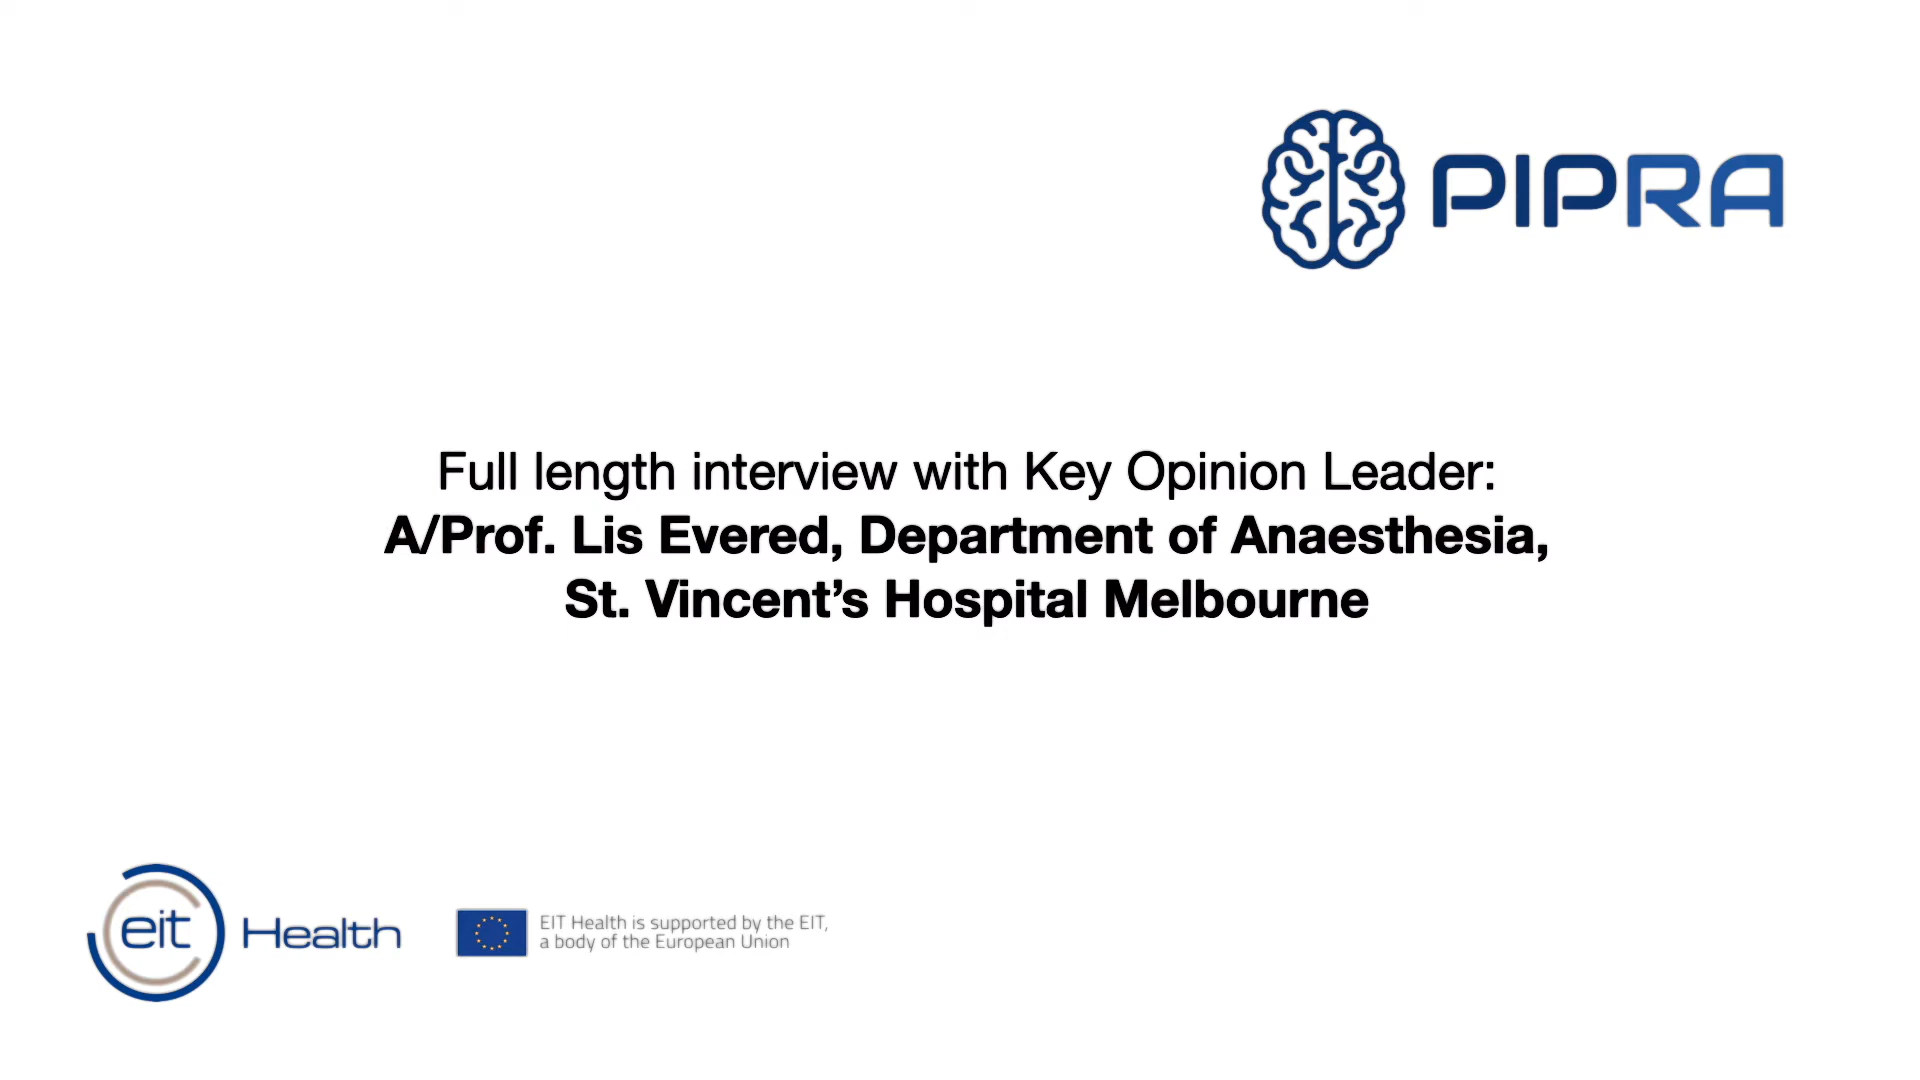 PIPRA
Full length interview with Key Opinion Leader:
A/Prof. Lis Evered, Department of Anaesthesia,
St. Vincent’s Hospital Melbourne
eit Health
EIT Health is supported by the EIT,
a body of the European Union